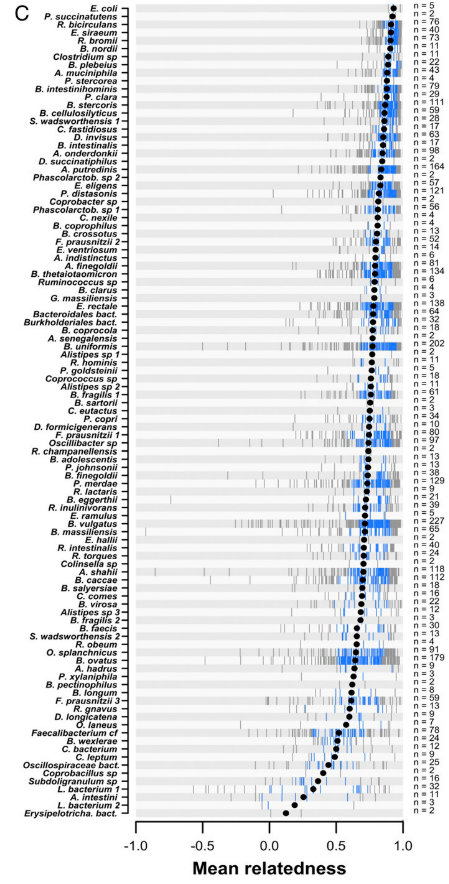 C
E. coli n = 5
P. succinatutens n = 2
R. bicirculans n = 76
E. siraeum n = 40
R. bromii n = 73
B. nordii n = 11
Clostridium sp n = 11
B. plebeius n = 22
A. muciniphila n = 43
P. stercorea n = 4
B. intestinihominis n = 79
P. clara n = 29
B. stercoris n = 111
B. cellulosilyticus n = 59
S. wadsworthensis 1 n = 28
C. fastidiosus n = 17
D. invisus n = 63
B. intestinalis n = 17
A. onderdonkii n = 98
D. succinatiphilus n = 2
A. putredinis n = 164
Phascolarctob. sp 2 n = 2
E. eligens n = 57
P. distasonis n = 121
Coprobacter sp n = 2
Phascolarctob. sp 1 n = 56
C. nexile n = 4
B. coprophilus n = 4
B. crossotus n = 13
F. prausnitzii 2 n = 52
E. ventriosum n = 14
A. indistinctus n = 6
A. finegoldii n = 81
B. thetaiotaomicron n = 134
Ruminococcus sp n = 6
B. clarus n = 4
G. massiliensis n = 3
E. rectale n = 138
Bacteroidales bact. n = 64
Burkholderiales bact. n = 32
B. coprocola n = 18
A. senegalensis n = 2
B. uniformis n = 202
Alistipes sp 1 n = 2
R. hominis n = 11
P. goldsteinii n = 5
Coprococcus sp n = 18
Alistipes sp 2 n = 11
B. fragilis 1 n = 61
B. sartorii n = 2
C. eutactus n = 3
P. copri n = 34
D. formicigenerans n = 10
F. prausnitzii 1 n = 80
Oscillibacter sp n = 97
R. champanellensis n = 2
B. adolescentis n = 13
P. johnsonii n = 13
B. finegoldii n = 38
P. merdae n = 129
R. lactaris n = 9
B. eggerthii n = 21
R. inulinivorans n = 39
E. ramulus n = 5
B. vulgatus n = 227
B. massiliensis n = 65
E. hallii n = 2
R. intestinalis n = 40
R. torques n = 24
Colinsella sp n = 2
A. shahii n = 118
B. caccae n = 112
B. salyersiae n = 18
C. comes n = 16
B. virosa n = 22
Alistipes sp 3 n = 12
B. fragilis 2 n = 3
B. faecis n = 30
S. wadsworthensis 2 n = 13
R. obeum n = 4
O. splanchnicus n = 91
B. ovatus n = 179
A. hadrus n = 9
P. xylaniphila n = 3
B. pectinophilus n = 2
B. longum n = 8
F. prausnitzii 3 n = 59
R. gnavus n = 13
D. longicatena n = 9
O. laneus n = 7
Faecalibacterium cf n = 78
B. wexlerae n = 24
C. bacterium n = 12
C. leptum n = 9
Oscillospiraceae bact. n = 25
Coprobacillus sp n = 2
Subdoligranulum sp n = 16
L. bacterium 1 n = 32
A. intestini n = 11
L. bacterium 2 n = 3
Erysipelotricha. bact. n = 2
-1.0 -0.5 0.0 0.5 1.0
Mean relatedness